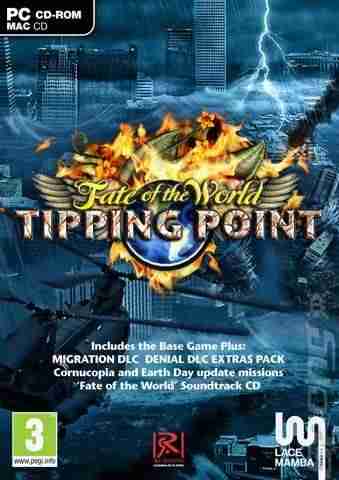 PC CD-ROM
MAC CD
Fate of the World
TIPPING POINT
Includes the Base Game Plus:
MIGRATION DLC DENIAL DLC EXTRAS PACK
Cornucopia and Earth Day update missions
'Fate of the World' Soundtrack CD
3
www.pegi.info
LACE
MAMBA